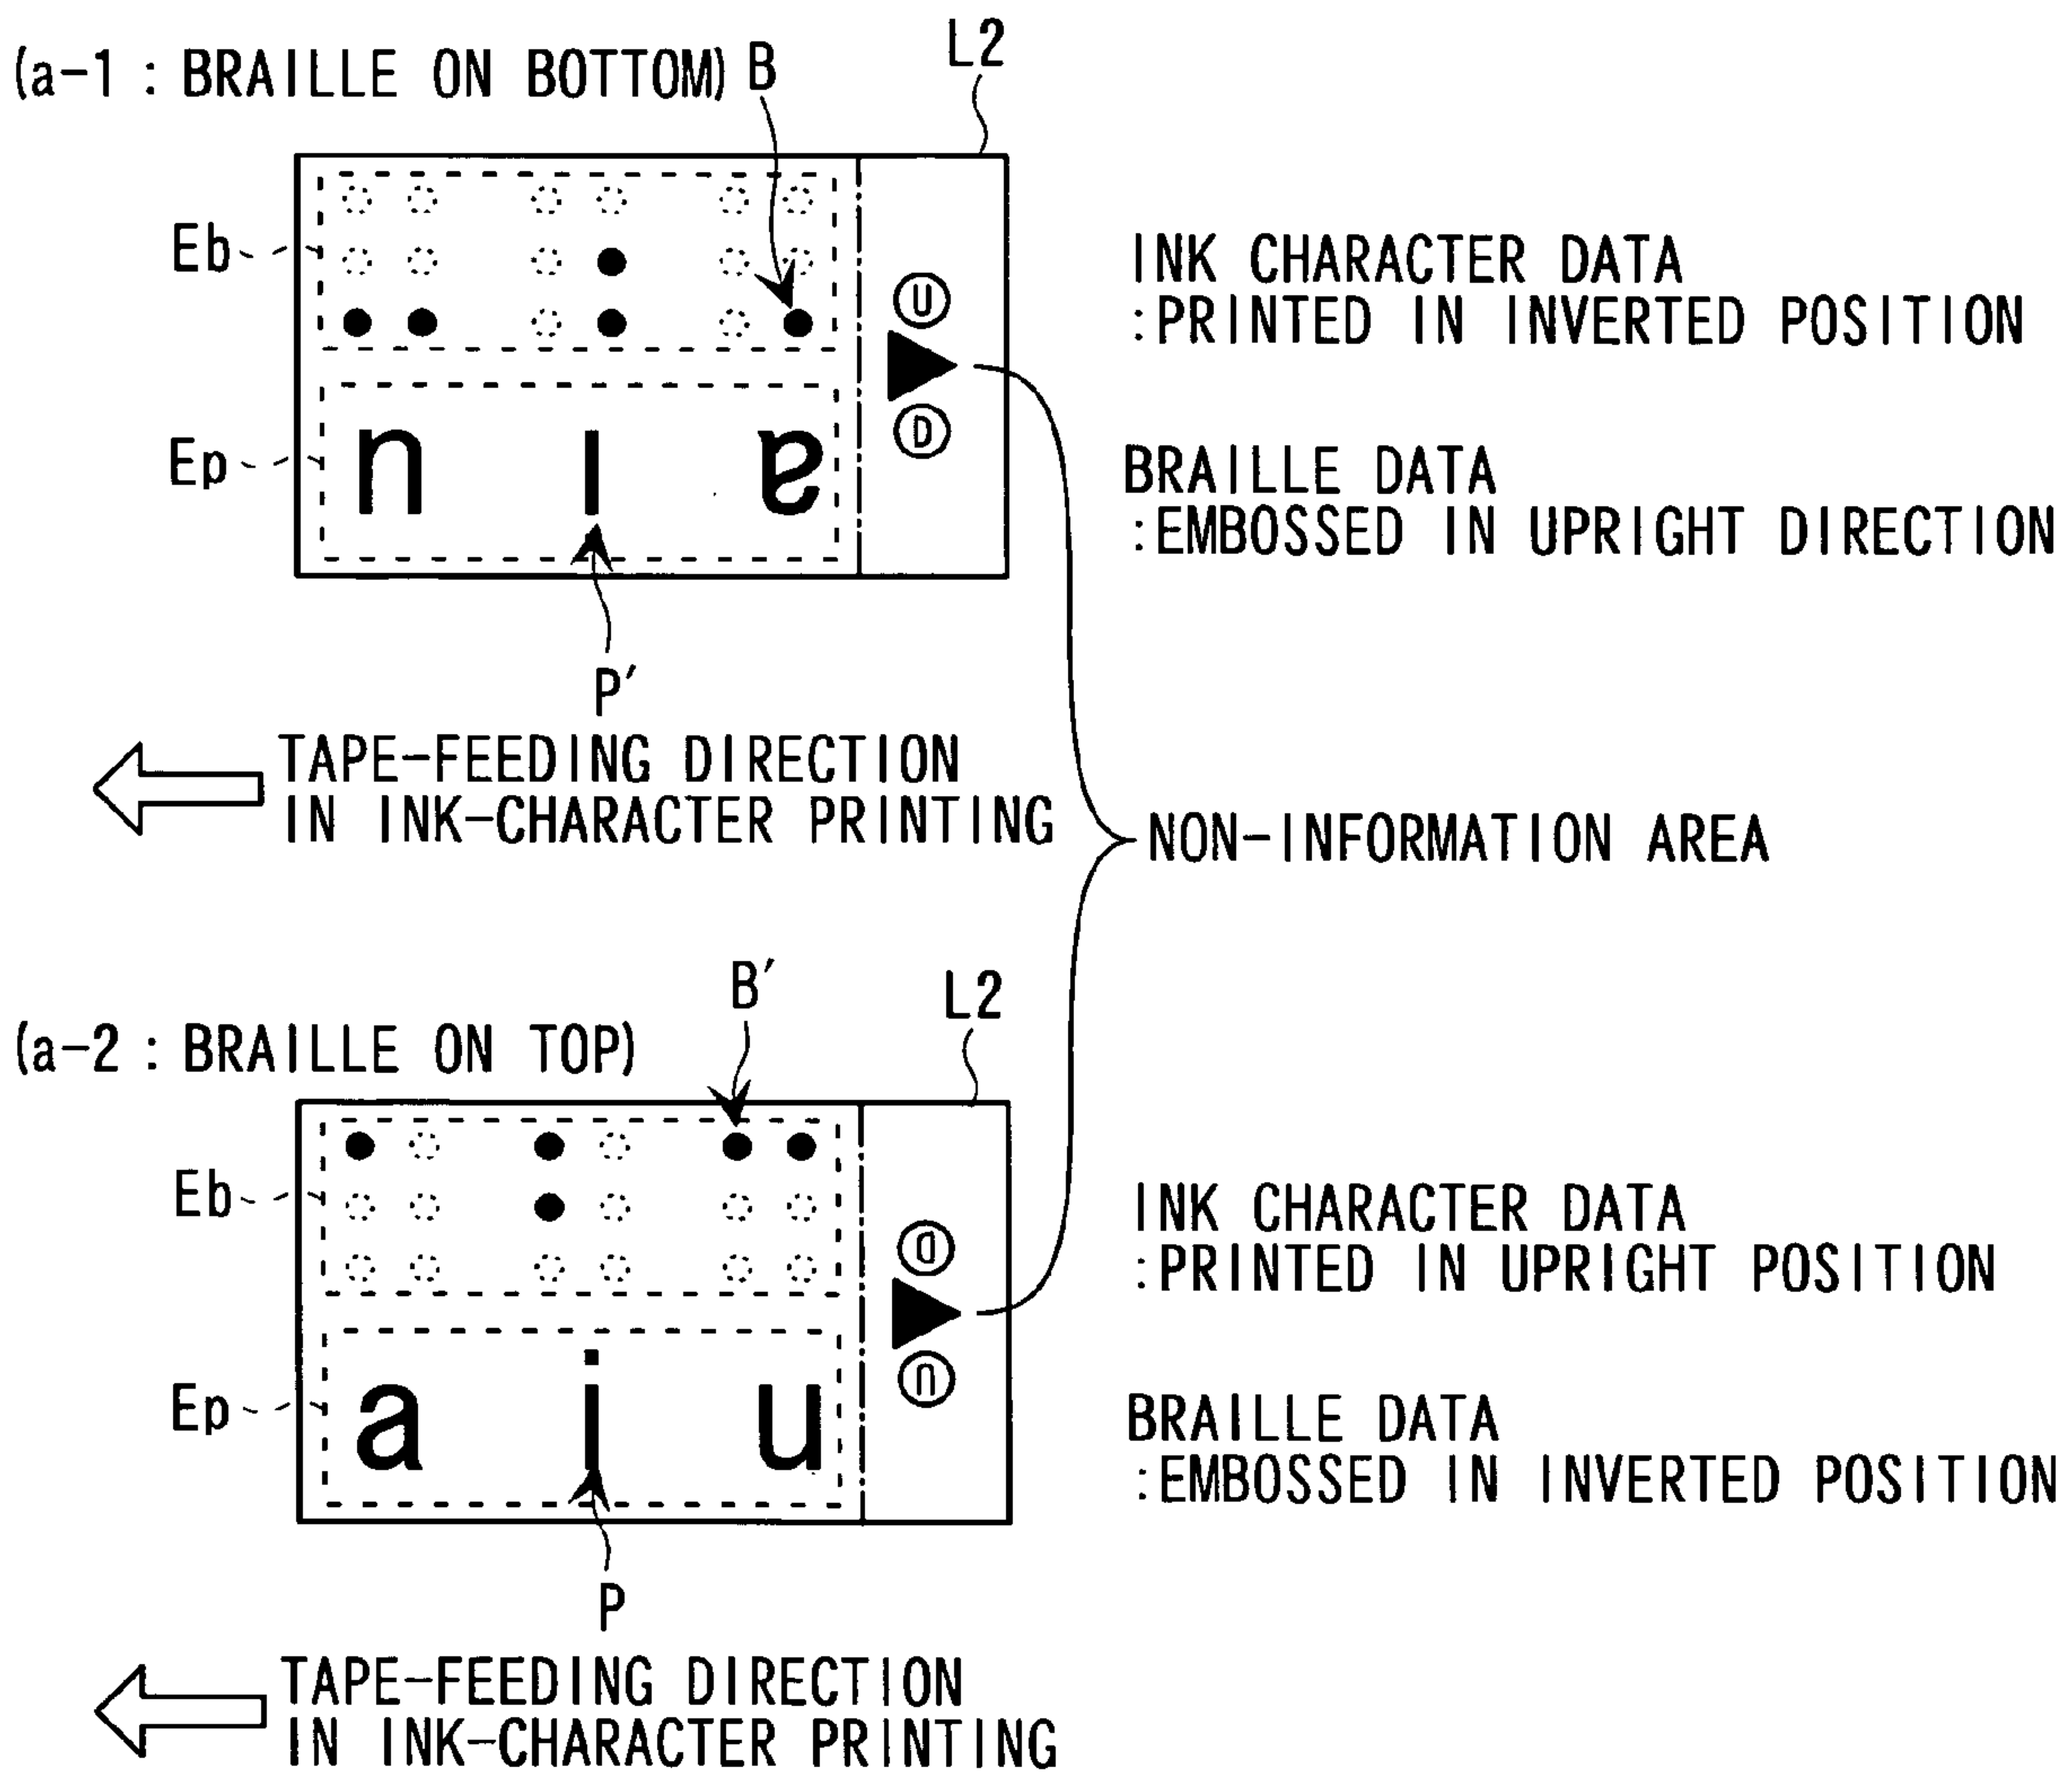 (a-1 : BRAILLE ON BOTTOM) B L2
Eb
U
D
INK CHARACTER DATA
:PRINTED IN INVERTED POSITION
Ep
n ı ɐ
BRAILLE DATA
:EMBOSSED IN UPRIGHT DIRECTION
P′
TAPE-FEEDING DIRECTION
IN INK-CHARACTER PRINTING
NON-INFORMATION AREA
B′ L2
(a-2 : BRAILLE ON TOP)
Eb
D
U
INK CHARACTER DATA
:PRINTED IN UPRIGHT POSITION
Ep
a i u
BRAILLE DATA
:EMBOSSED IN INVERTED POSITION
P
TAPE-FEEDING DIRECTION
IN INK-CHARACTER PRINTING